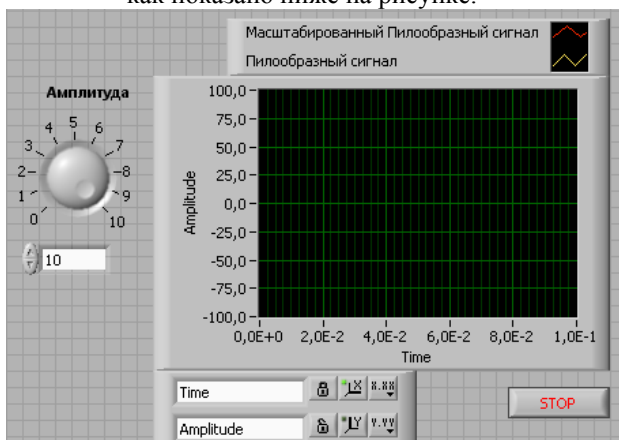 как показано ниже на рисунке.
Масштабированный Пилообразный сигнал
Пилообразный сигнал
Амплитуда
0 1 2 3 4 5 6 7 8 9 10
10
Amplitude
100,0
75,0
50,0
25,0
0,0
-25,0
-50,0
-75,0
-100,0
0,0E+0 2,0E-2 4,0E-2 6,0E-2 8,0E-2 1,0E-1
Time
Time X X.XX
Amplitude Y Y.YY
STOP